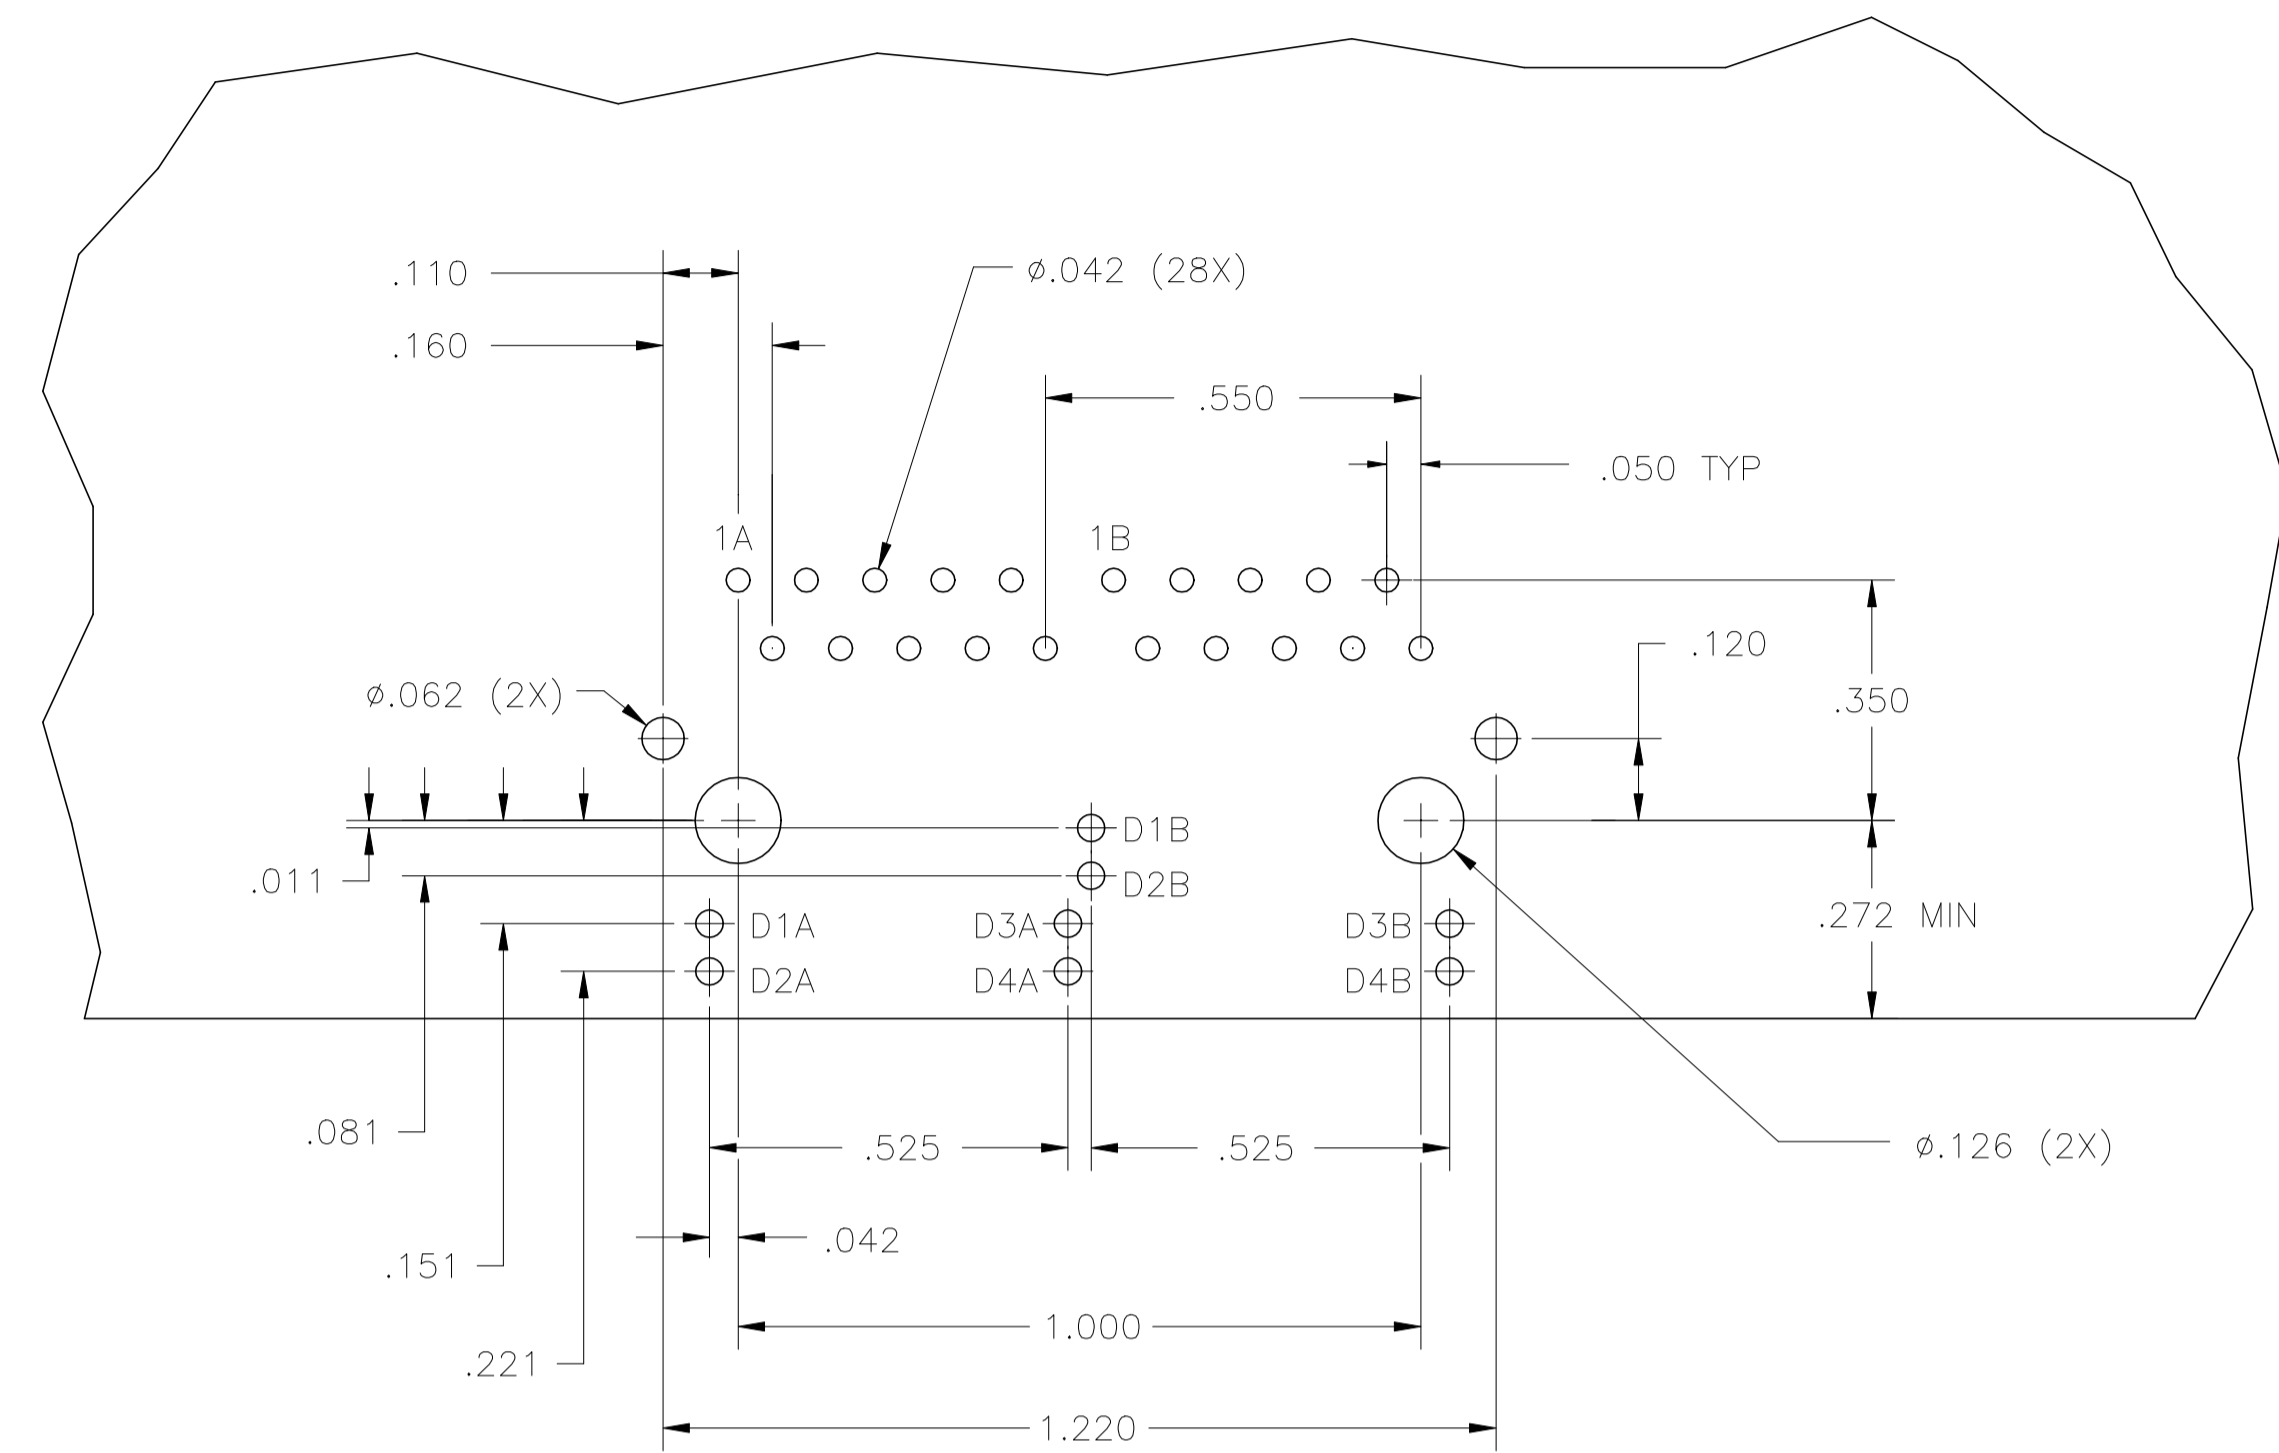 .110
ø.042 (28X)
.160
.550
.050 TYP
1A
1B
.120
ø.062 (2X)
.350
D1B
.011
D2B
D1A
D3A
D3B
.272 MIN
D2A
D4A
D4B
.081
.525
.525
ø.126 (2X)
.042
.151
1.000
.221
1.220